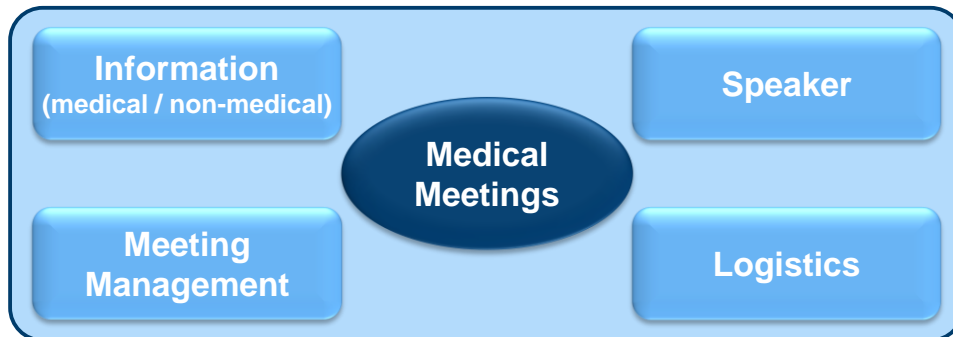 Information
(medical / non-medical)
Speaker
Medical
Meetings
Meeting
Management
Logistics